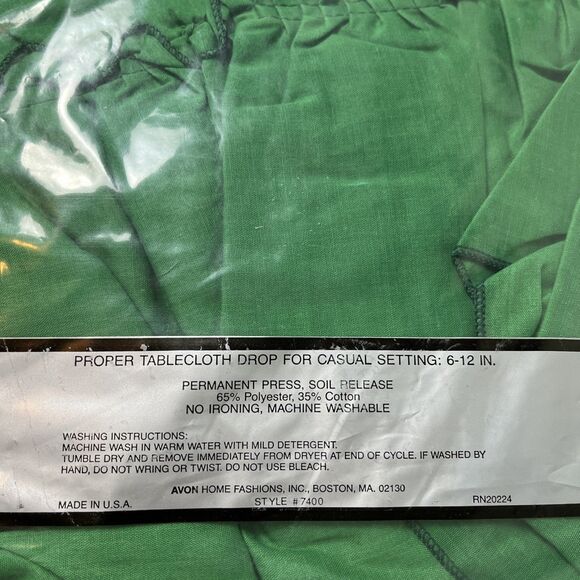 PROPER TABLECLOTH DROP FOR CASUAL SETTING: 6-12 IN.
PERMANENT PRESS, SOIL RELEASE
65% Polyester, 35% Cotton
NO IRONING, MACHINE WASHABLE
WASHING INSTRUCTIONS:
MACHINE WASH IN WARM WATER WITH MILD DETERGENT.
TUMBLE DRY AND REMOVE IMMEDIATELY FROM DRYER AT END OF CYCLE. IF WASHED BY
HAND, DO NOT WRING OR TWIST. DO NOT USE BLEACH.
AVON HOME FASHIONS, INC., BOSTON, MA. 02130
MADE IN U.S.A. STYLE #7400 RN20224